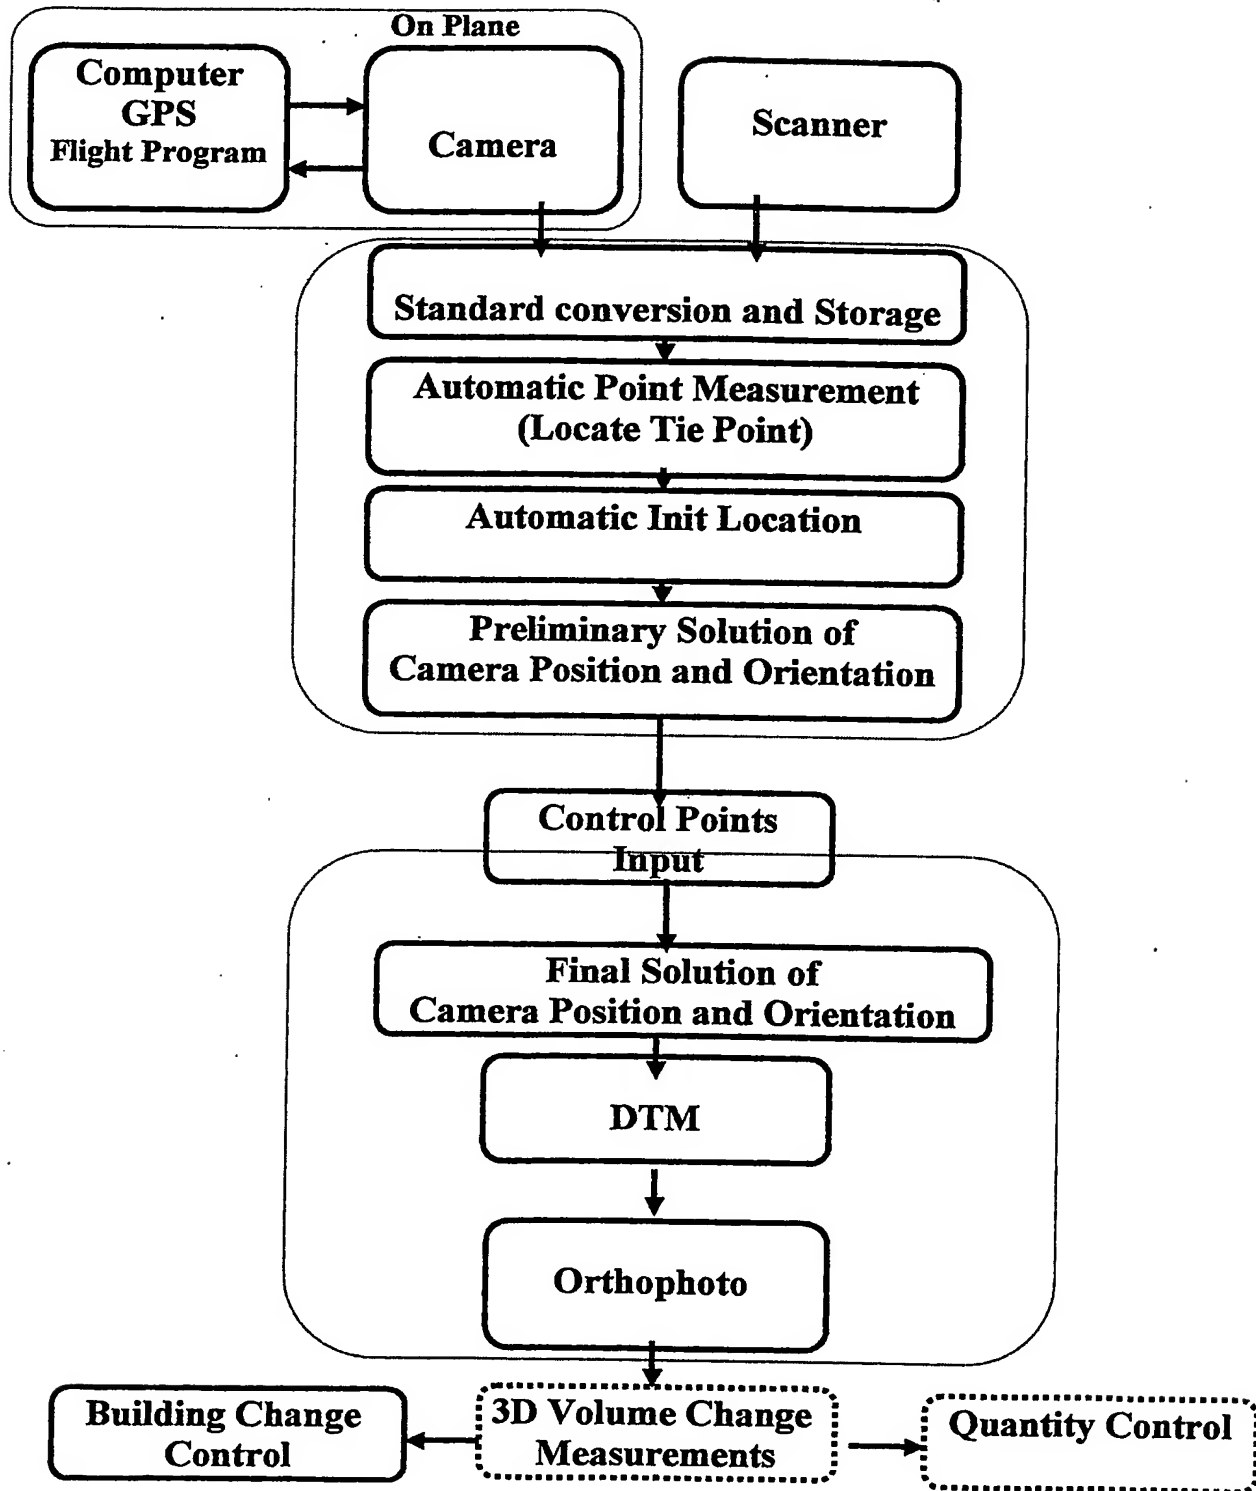 On Plane
Computer
GPS
Flight Program
Camera
Scanner
Standard conversion and Storage
Automatic Point Measurement
(Locate Tie Point)
Automatic Init Location
Preliminary Solution of
Camera Position and Orientation
Control Points
Input
Final Solution of
Camera Position and Orientation
DTM
Orthophoto
Building Change
Control
3D Volume Change
Measurements
Quantity Control